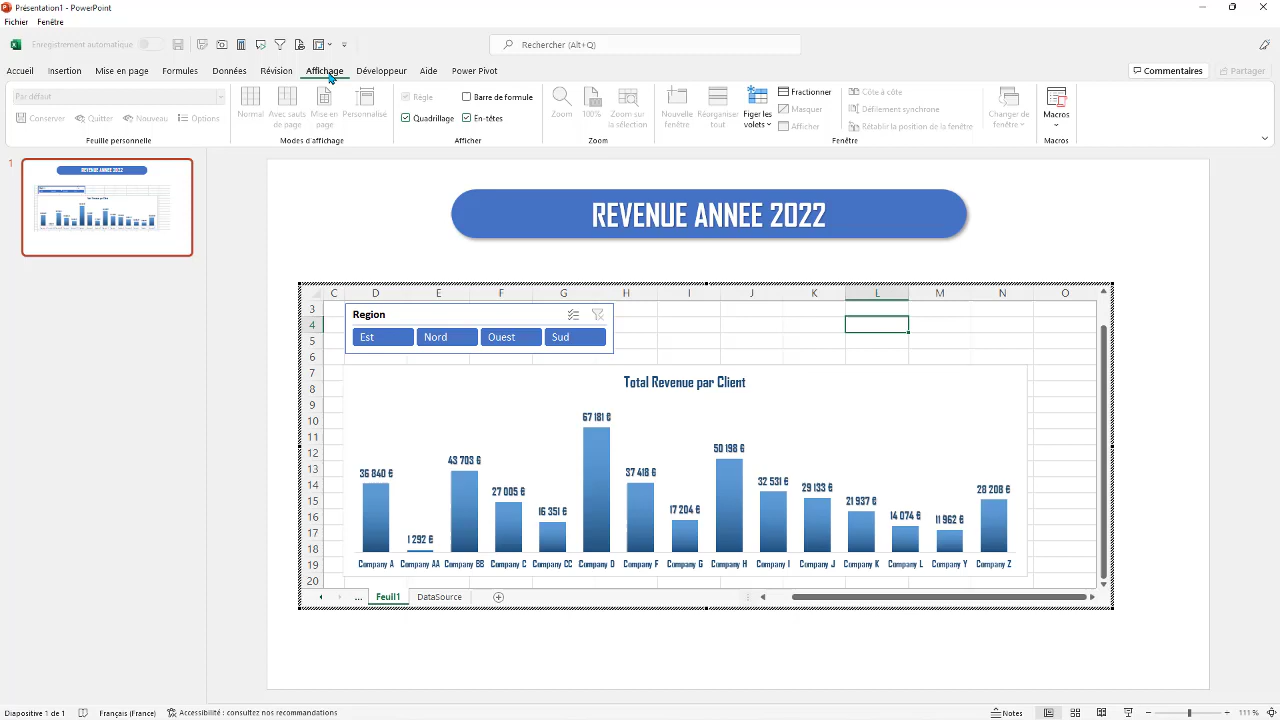 Présentation1 - PowerPoint
Fichier Fenêtre
Enregistrement automatique
Rechercher (Alt+Q)
Accueil Insertion Mise en page Formules Données Révision Affichage Développeur Aide Power Pivot
Commentaires Partager
Par défaut
Conserver Quitter Nouveau Options
Feuille personnelle
Normal Avec sauts de page Mise en page Personnalisé
Modes d'affichage
Règle Barre de formule
Quadrillage En-têtes
Afficher
Zoom 100% Zoom sur la sélection
Zoom
Nouvelle fenêtre Réorganiser tout Figer les volets
Fractionner
Masquer
Afficher
Côte à côte
Défilement synchrone
Rétablir la position de la fenêtre
Changer de fenêtre
Fenêtre
Macros
Macros
1
REVENUE ANNEE 2022
REVENUE ANNEE 2022
C D E F G H I J K L M N O
3
4
5
6
7
8
9
10
11
12
13
14
15
16
17
18
19
20
Region
Est Nord Ouest Sud
Total Revenue par Client
36 840 € 1 292 € 43 703 € 27 005 € 16 351 € 67 181 € 37 418 € 17 204 € 50 198 € 32 531 € 29 133 € 21 937 € 14 074 € 11 962 € 28 208 €
Company A Company AA Company BB Company C Company CC Company D Company F Company G Company H Company I Company J Company K Company L Company Y Company Z
... Feuil1 DataSource
Diapositive 1 de 1 Français (France) Accessibilité : consultez nos recommandations
Notes 111 %